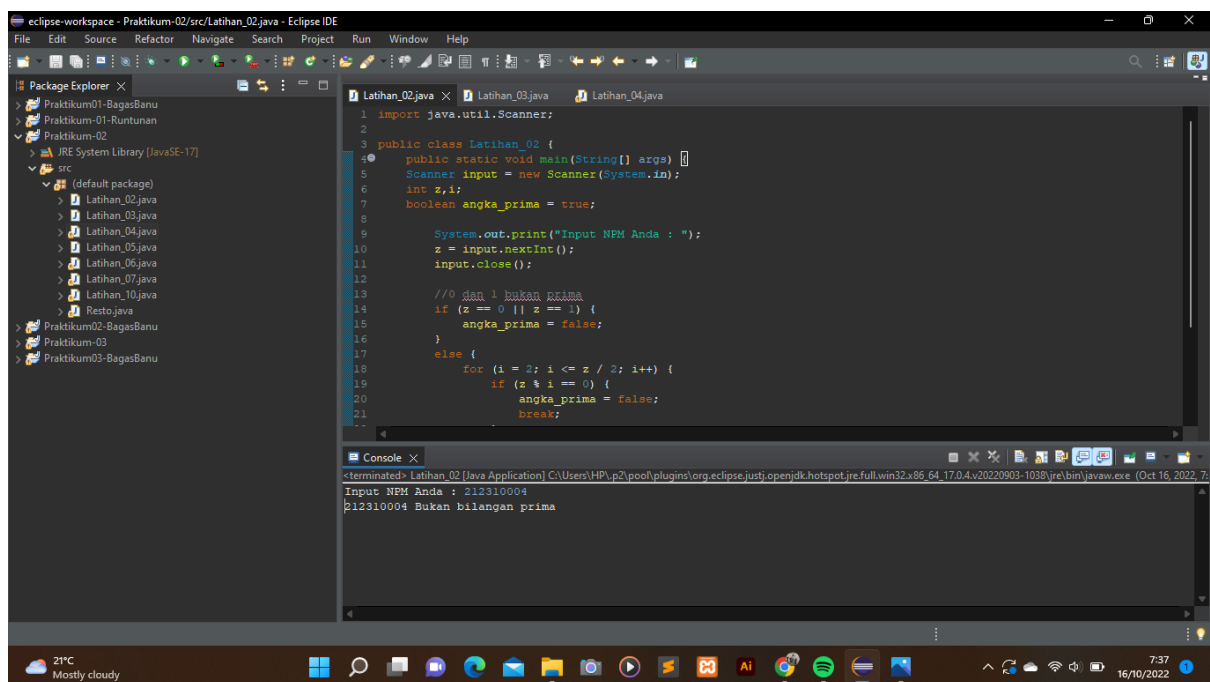 eclipse-workspace - Praktikum-02/src/Latihan_02.java - Eclipse IDE
File Edit Source Refactor Navigate Search Project Run Window Help
Package Explorer
Praktikum01-BagasBanu
Praktikum-01-Runtunan
Praktikum-02
JRE System Library [JavaSE-17]
src
(default package)
Latihan_02.java
Latihan_03.java
Latihan_04.java
Latihan_05.java
Latihan_06.java
Latihan_07.java
Latihan_10.java
Resto.java
Praktikum02-BagasBanu
Praktikum-03
Praktikum03-BagasBanu
Latihan_02.java Latihan_03.java Latihan_04.java
1 import java.util.Scanner;
2
3 public class Latihan_02 {
4 public static void main(String[] args) {
5 Scanner input = new Scanner(System.in);
6 int z,i;
7 boolean angka_prima = true;
8
9 System.out.print("Input NPM Anda : ");
10 z = input.nextInt();
11 input.close();
12
13 //0 dan 1 bukan prima
14 if (z == 0 || z == 1) {
15 angka_prima = false;
16 }
17 else {
18 for (i = 2; i <= z / 2; i++) {
19 if (z % i == 0) {
20 angka_prima = false;
21 break;
Console
<terminated> Latihan_02 [Java Application] C:\Users\HP\.p2\pool\plugins\org.eclipse.justj.openjdk.hotspot.jre.full.win32.x86_64_17.0.4.v20220903-1038\jre\bin\javaw.exe (Oct 16, 2022, 7:
Input NPM Anda : 212310004
212310004 Bukan bilangan prima
21°C
Mostly cloudy
Ai
7:37
16/10/2022
1